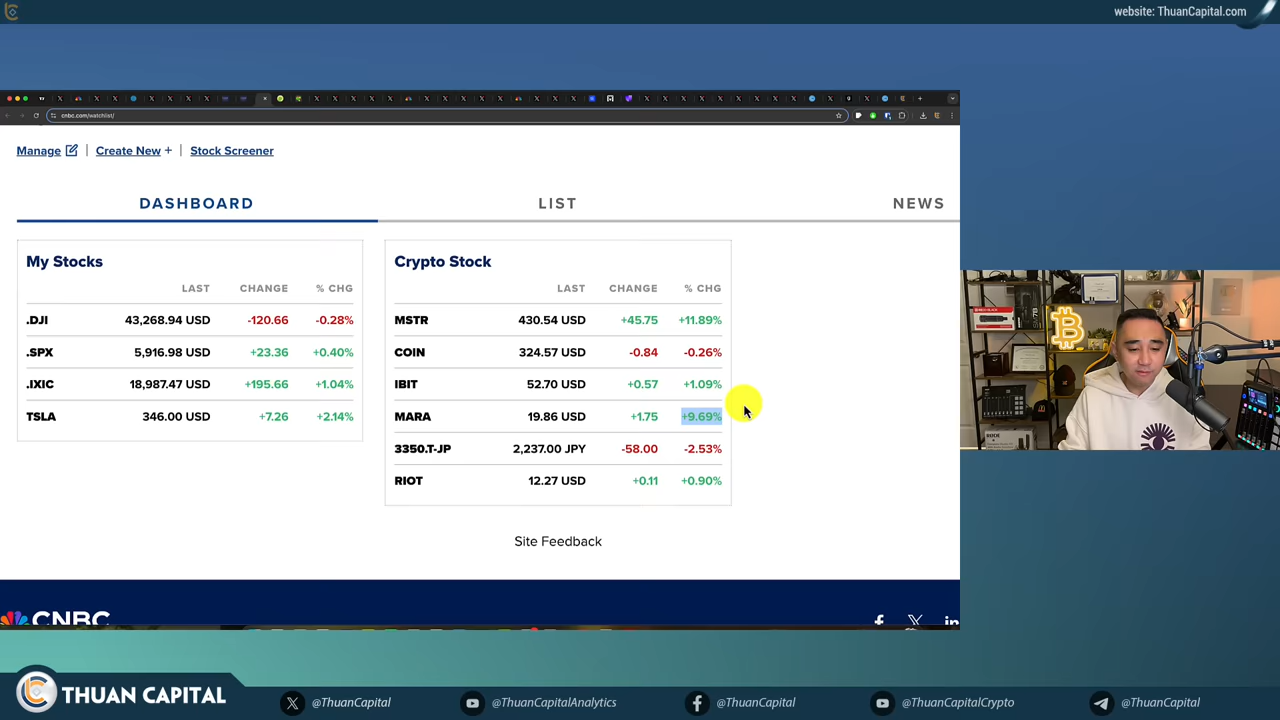 website: ThuanCapital.com
cnbc.com/watchlist/
Manage | Create New + | Stock Screener
DASHBOARD LIST NEWS
My Stocks
LAST CHANGE % CHG
.DJI 43,268.94 USD -120.66 -0.28%
.SPX 5,916.98 USD +23.36 +0.40%
.IXIC 18,987.47 USD +195.66 +1.04%
TSLA 346.00 USD +7.26 +2.14%
Crypto Stock
LAST CHANGE % CHG
MSTR 430.54 USD +45.75 +11.89%
COIN 324.57 USD -0.84 -0.26%
IBIT 52.70 USD +0.57 +1.09%
MARA 19.86 USD +1.75 +9.69%
3350.T-JP 2,237.00 JPY -58.00 -2.53%
RIOT 12.27 USD +0.11 +0.90%
Site Feedback
CNBC
THUAN CAPITAL
@ThuanCapital
@ThuanCapitalAnalytics
@ThuanCapital
@ThuanCapitalCrypto
@ThuanCapital